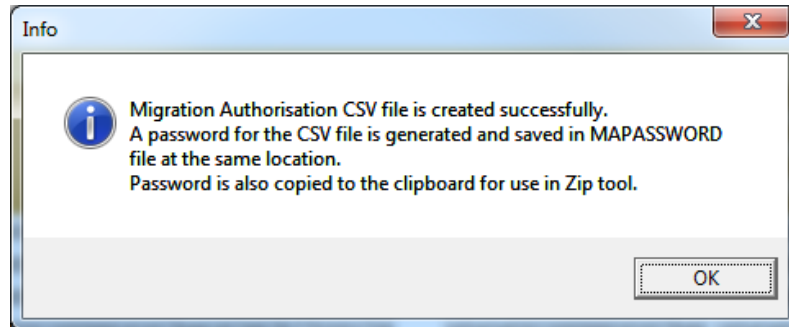 Info
Migration Authorisation CSV file is created successfully.
A password for the CSV file is generated and saved in MAPASSWORD
file at the same location.
Password is also copied to the clipboard for use in Zip tool.
OK